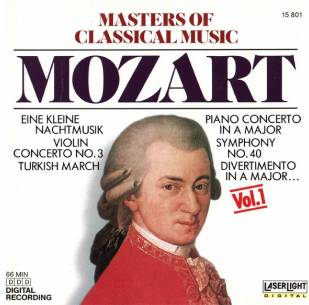 15 801
MASTERS OF
CLASSICAL MUSIC
MOZART
EINE KLEINE
NACHTMUSIK
VIOLIN
CONCERTO NO. 3
TURKISH MARCH
PIANO CONCERTO
IN A MAJOR
SYMPHONY
NO. 40
DIVERTIMENTO
IN A MAJOR...
Vol. 1
66 MIN
DDD
DIGITAL
RECORDING
LASERLIGHT
DIGITAL